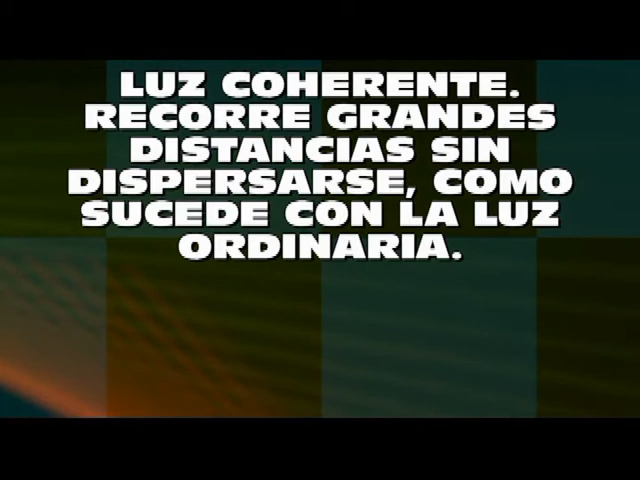 LUZ COHERENTE.
RECORRE GRANDES
DISTANCIAS SIN
DISPERSARSE, COMO
SUCEDE CON LA LUZ
ORDINARIA.